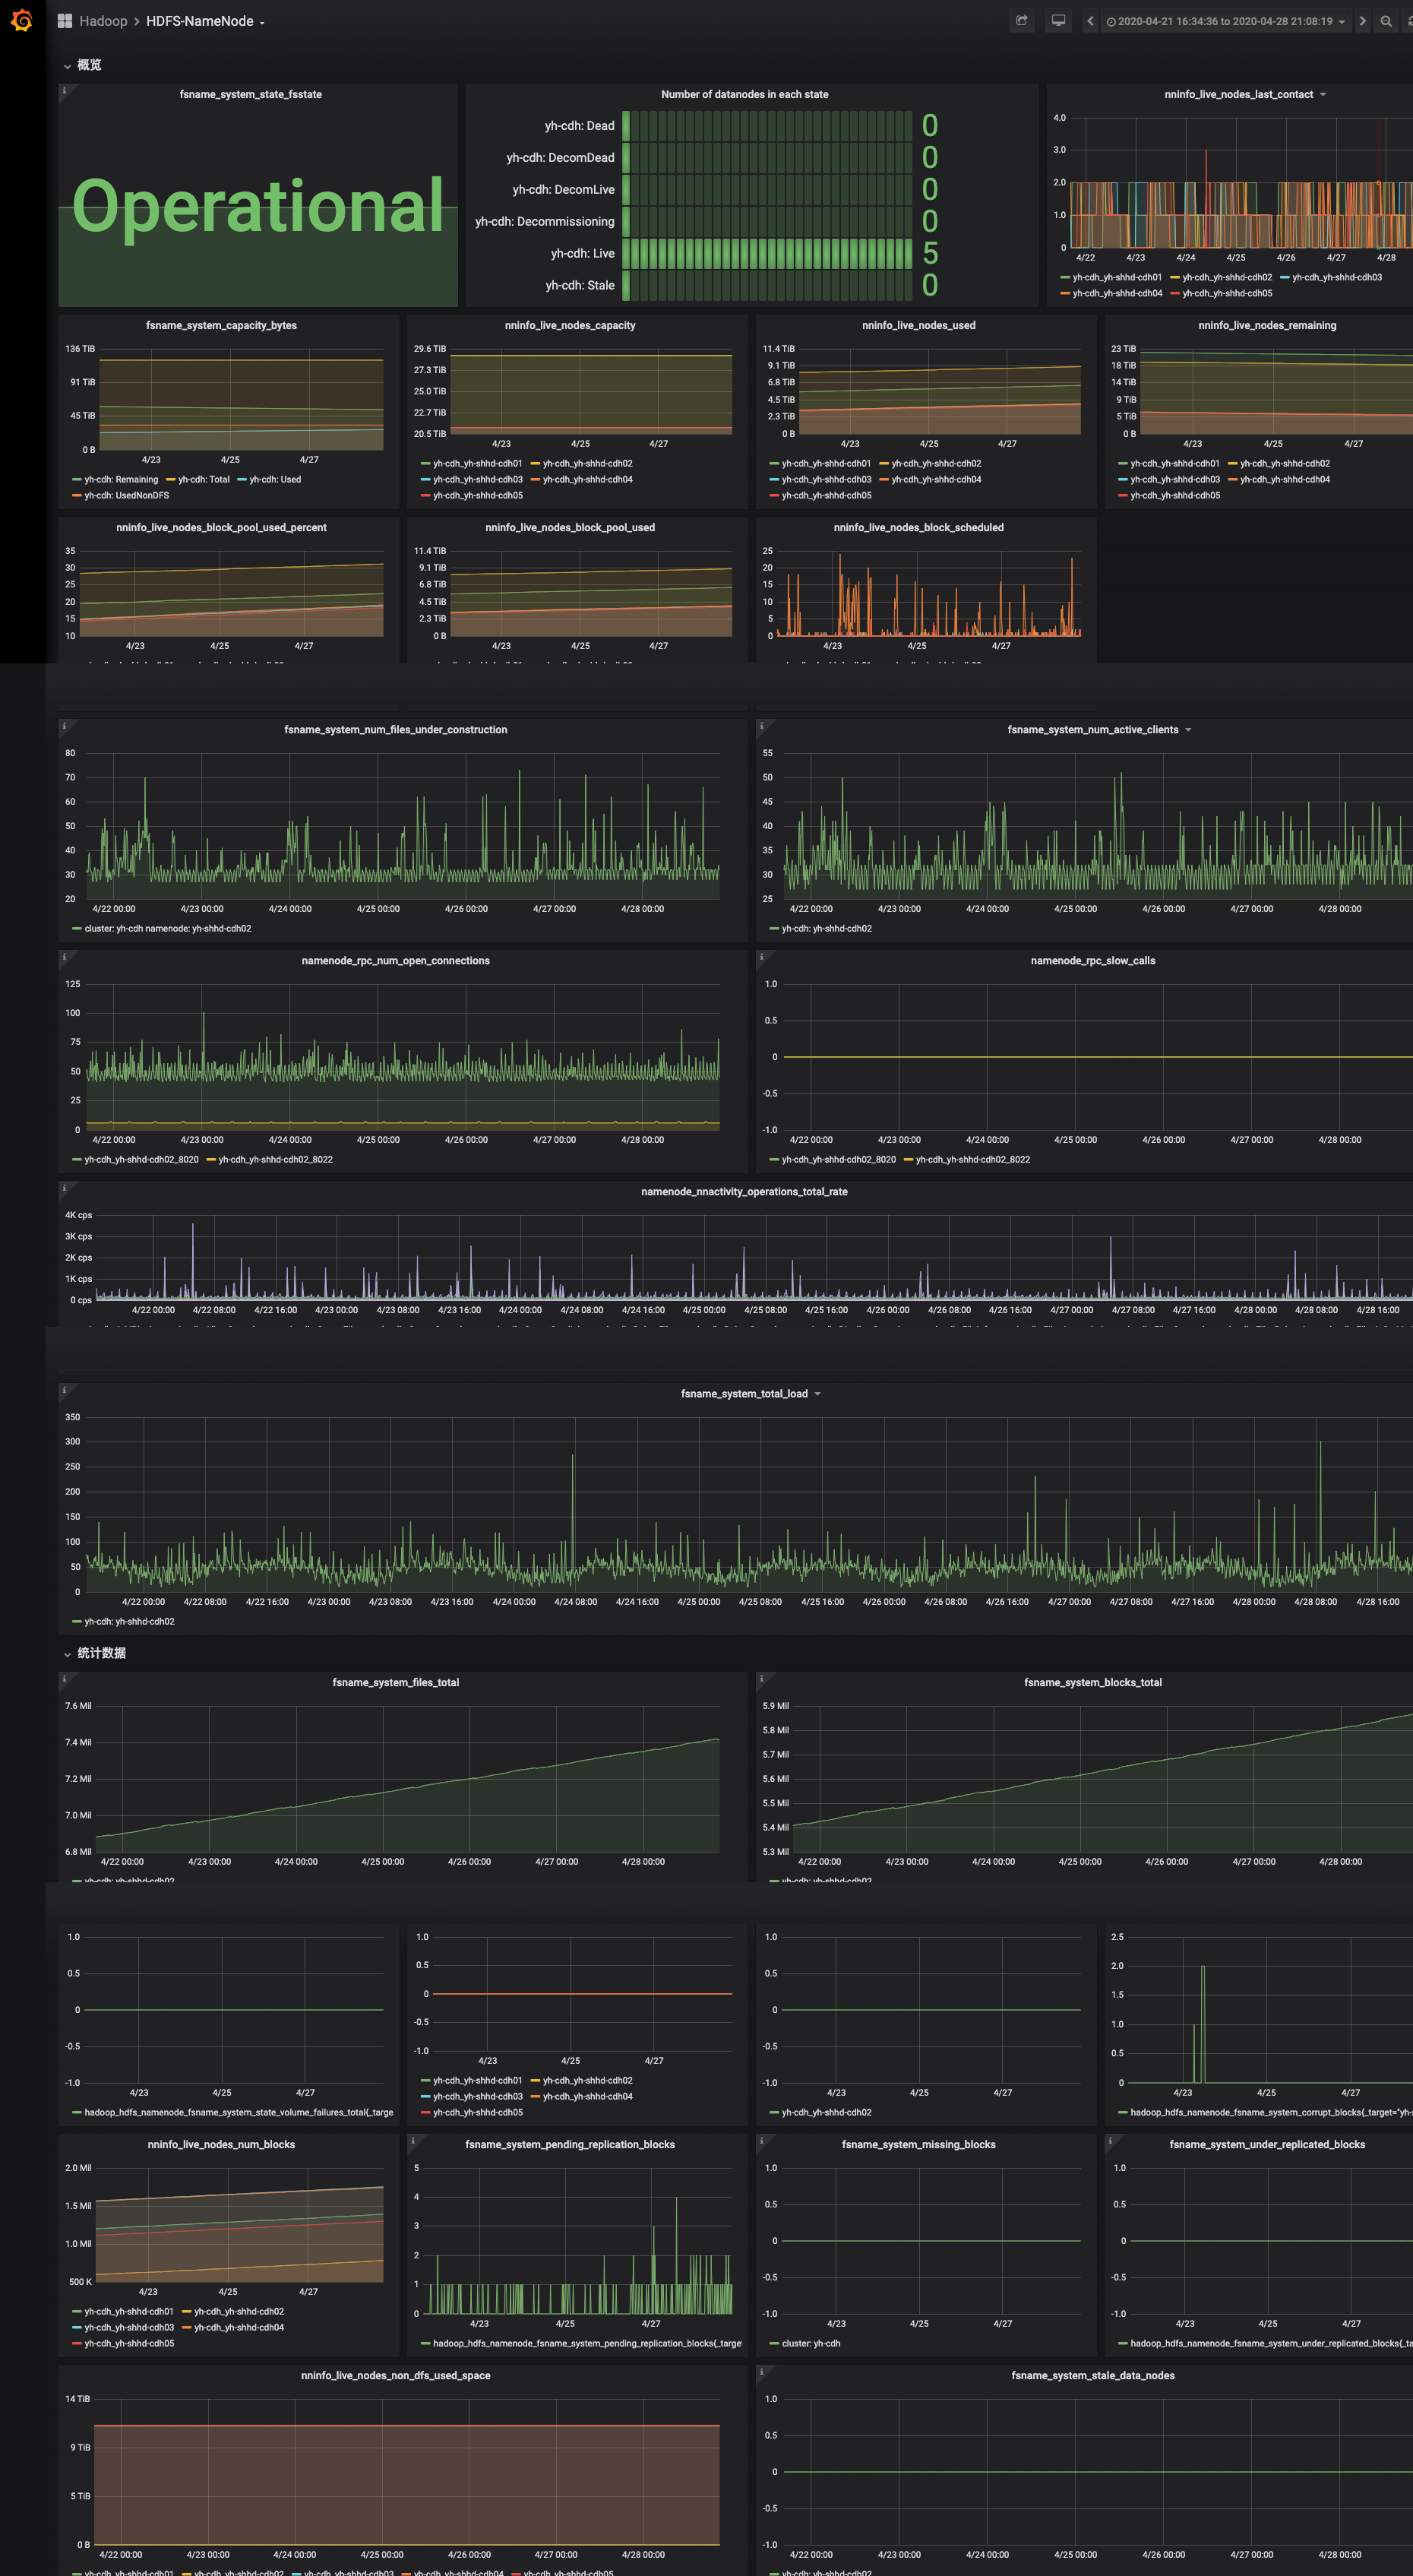 Hadoop > HDFS-NameNode
2020-04-21 16:34:36 to 2020-04-28 21:08:19
概览
fsname_system_state_fsstate
Operational
Number of datanodes in each state
yh-cdh: Dead 0
yh-cdh: DecomDead 0
yh-cdh: DecomLive 0
yh-cdh: Decommissioning 0
yh-cdh: Live 5
yh-cdh: Stale 0
nninfo_live_nodes_last_contact
4.0
3.0
2.0
1.0
0
4/22 4/23 4/24 4/25 4/26 4/27 4/28
yh-cdh_yh-shhd-cdh01 yh-cdh_yh-shhd-cdh02 yh-cdh_yh-shhd-cdh03
yh-cdh_yh-shhd-cdh04 yh-cdh_yh-shhd-cdh05
fsname_system_capacity_bytes
136 TiB
91 TiB
45 TiB
0 B
4/23 4/25 4/27
yh-cdh: Remaining yh-cdh: Total yh-cdh: Used
yh-cdh: UsedNonDFS
nninfo_live_nodes_capacity
29.6 TiB
27.3 TiB
25.0 TiB
22.7 TiB
20.5 TiB
4/23 4/25 4/27
yh-cdh_yh-shhd-cdh01 yh-cdh_yh-shhd-cdh02
yh-cdh_yh-shhd-cdh03 yh-cdh_yh-shhd-cdh04
yh-cdh_yh-shhd-cdh05
nninfo_live_nodes_used
11.4 TiB
9.1 TiB
6.8 TiB
4.5 TiB
2.3 TiB
0 B
4/23 4/25 4/27
yh-cdh_yh-shhd-cdh01 yh-cdh_yh-shhd-cdh02
yh-cdh_yh-shhd-cdh03 yh-cdh_yh-shhd-cdh04
yh-cdh_yh-shhd-cdh05
nninfo_live_nodes_remaining
23 TiB
18 TiB
14 TiB
9 TiB
5 TiB
0 B
4/23 4/25 4/27
yh-cdh_yh-shhd-cdh01 yh-cdh_yh-shhd-cdh02
yh-cdh_yh-shhd-cdh03 yh-cdh_yh-shhd-cdh04
yh-cdh_yh-shhd-cdh05
nninfo_live_nodes_block_pool_used_percent
35
30
25
20
15
10
4/23 4/25 4/27
nninfo_live_nodes_block_pool_used
11.4 TiB
9.1 TiB
6.8 TiB
4.5 TiB
2.3 TiB
0 B
4/23 4/25 4/27
nninfo_live_nodes_block_scheduled
25
20
15
10
5
0
4/23 4/25 4/27
fsname_system_num_files_under_construction
80
70
60
50
40
30
20
4/22 00:00 4/23 00:00 4/24 00:00 4/25 00:00 4/26 00:00 4/27 00:00 4/28 00:00
cluster: yh-cdh namenode: yh-shhd-cdh02
fsname_system_num_active_clients
55
50
45
40
35
30
25
4/22 00:00 4/23 00:00 4/24 00:00 4/25 00:00 4/26 00:00 4/27 00:00 4/28 00:00
yh-cdh: yh-shhd-cdh02
namenode_rpc_num_open_connections
125
100
75
50
25
0
4/22 00:00 4/23 00:00 4/24 00:00 4/25 00:00 4/26 00:00 4/27 00:00 4/28 00:00
yh-cdh_yh-shhd-cdh02_8020 yh-cdh_yh-shhd-cdh02_8022
namenode_rpc_slow_calls
1.0
0.5
0
-0.5
-1.0
4/22 00:00 4/23 00:00 4/24 00:00 4/25 00:00 4/26 00:00 4/27 00:00 4/28 00:00
yh-cdh_yh-shhd-cdh02_8020 yh-cdh_yh-shhd-cdh02_8022
namenode_nnactivity_operations_total_rate
4K cps
3K cps
2K cps
1K cps
0 cps
4/22 00:00 4/22 08:00 4/22 16:00 4/23 00:00 4/23 08:00 4/23 16:00 4/24 00:00 4/24 08:00 4/24 16:00 4/25 00:00 4/25 08:00 4/25 16:00 4/26 00:00 4/26 08:00 4/26 16:00 4/27 00:00 4/27 08:00 4/27 16:00 4/28 00:00 4/28 08:00 4/28 16:00
fsname_system_total_load
350
300
250
200
150
100
50
0
4/22 00:00 4/22 08:00 4/22 16:00 4/23 00:00 4/23 08:00 4/23 16:00 4/24 00:00 4/24 08:00 4/24 16:00 4/25 00:00 4/25 08:00 4/25 16:00 4/26 00:00 4/26 08:00 4/26 16:00 4/27 00:00 4/27 08:00 4/27 16:00 4/28 00:00 4/28 08:00 4/28 16:00
yh-cdh: yh-shhd-cdh02
统计数据
fsname_system_files_total
7.6 Mil
7.4 Mil
7.2 Mil
7.0 Mil
6.8 Mil
4/22 00:00 4/23 00:00 4/24 00:00 4/25 00:00 4/26 00:00 4/27 00:00 4/28 00:00
yh-cdh: yh-shhd-cdh02
fsname_system_blocks_total
5.9 Mil
5.8 Mil
5.7 Mil
5.6 Mil
5.5 Mil
5.4 Mil
5.3 Mil
4/22 00:00 4/23 00:00 4/24 00:00 4/25 00:00 4/26 00:00 4/27 00:00 4/28 00:00
yh-cdh: yh-shhd-cdh02
1.0
0.5
0
-0.5
-1.0
4/23 4/25 4/27
hadoop_hdfs_namenode_fsname_system_state_volume_failures_total{_targe
1.0
0.5
0
-0.5
-1.0
4/23 4/25 4/27
yh-cdh_yh-shhd-cdh01 yh-cdh_yh-shhd-cdh02
yh-cdh_yh-shhd-cdh03 yh-cdh_yh-shhd-cdh04
yh-cdh_yh-shhd-cdh05
1.0
0.5
0
-0.5
-1.0
4/23 4/25 4/27
yh-cdh_yh-shhd-cdh02
2.5
2.0
1.5
1.0
0.5
0
4/23 4/25 4/27
hadoop_hdfs_namenode_fsname_system_corrupt_blocks{_target="yh-s
nninfo_live_nodes_num_blocks
2.0 Mil
1.5 Mil
1.0 Mil
500 K
4/23 4/25 4/27
yh-cdh_yh-shhd-cdh01 yh-cdh_yh-shhd-cdh02
yh-cdh_yh-shhd-cdh03 yh-cdh_yh-shhd-cdh04
yh-cdh_yh-shhd-cdh05
fsname_system_pending_replication_blocks
5
4
3
2
1
0
4/23 4/25 4/27
hadoop_hdfs_namenode_fsname_system_pending_replication_blocks{_target
fsname_system_missing_blocks
1.0
0.5
0
-0.5
-1.0
4/23 4/25 4/27
cluster: yh-cdh
fsname_system_under_replicated_blocks
1.0
0.5
0
-0.5
-1.0
4/23 4/25 4/27
hadoop_hdfs_namenode_fsname_system_under_replicated_blocks{_ta
nninfo_live_nodes_non_dfs_used_space
14 TiB
9 TiB
5 TiB
0 B
4/22 00:00 4/23 00:00 4/24 00:00 4/25 00:00 4/26 00:00 4/27 00:00 4/28 00:00
yh-cdh_yh-shhd-cdh01 yh-cdh_yh-shhd-cdh02 yh-cdh_yh-shhd-cdh03 yh-cdh_yh-shhd-cdh04 yh-cdh_yh-shhd-cdh05
fsname_system_stale_data_nodes
1.0
0.5
0
-0.5
-1.0
4/22 00:00 4/23 00:00 4/24 00:00 4/25 00:00 4/26 00:00 4/27 00:00 4/28 00:00
yh-cdh: yh-shhd-cdh02